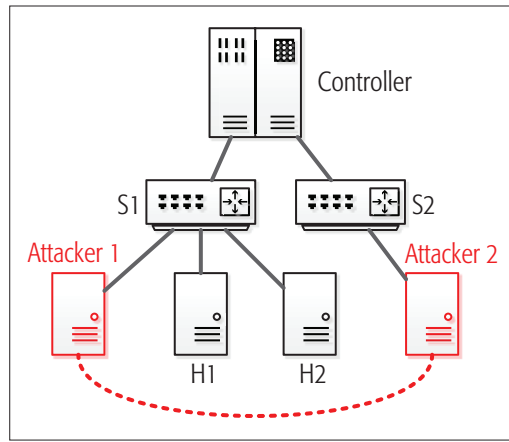 Controller
S1
S2
Attacker 1
Attacker 2
H1
H2